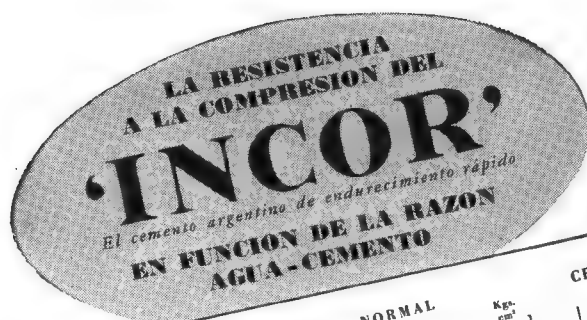 LA RESISTENCIA
A LA COMPRESION DEL
‘INCOR’
El cemento argentino de endurecimiento rápido
EN FUNCION DE LA RAZON
AGUA-CEMENTO
NORMAL
Kgs.
cm²